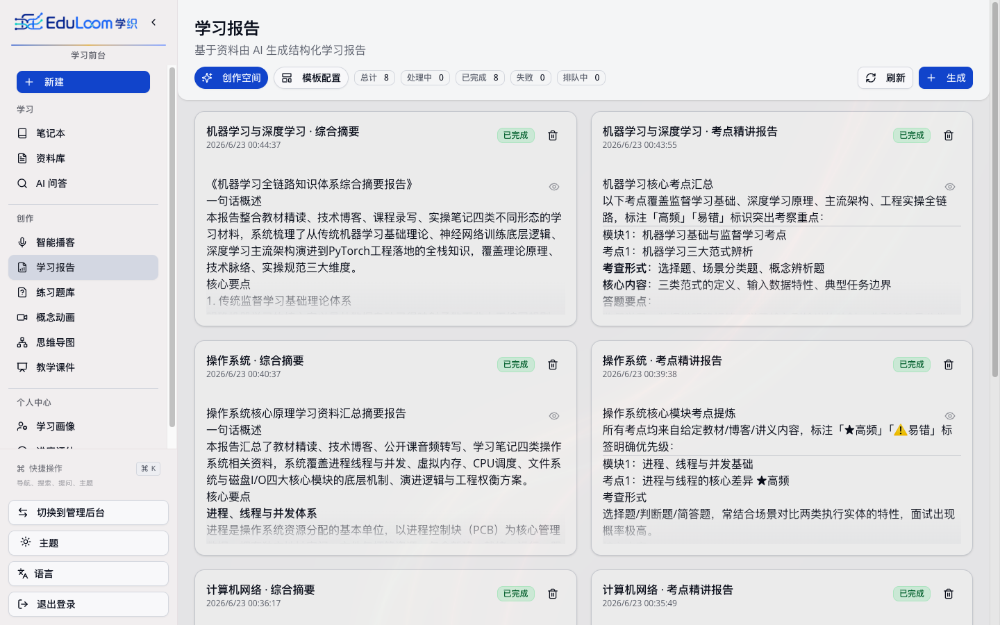 EduLoom 学织
学习前台
新建
学习
笔记本
资料库
AI 问答
创作
智能播客
学习报告
练习题库
概念动画
思维导图
教学课件
个人中心
学习画像
快捷操作
⌘ K
导航、搜索、提问、主题
切换到管理后台
主题
语言
退出登录
学习报告
基于资料由 AI 生成结构化学习报告
创作空间
模板配置
总计 8
处理中 0
已完成 8
失败 0
排队中 0
刷新
生成
机器学习与深度学习 · 综合摘要
2026/6/23 00:44:37
已完成
《机器学习全链路知识体系综合摘要报告》
一句话概述
本报告整合教材精读、技术博客、课程录写、实操笔记四类不同形态的学
习材料，系统梳理了从传统机器学习基础理论、神经网络训练底层逻辑、
深度学习主流架构演进到PyTorch工程落地的全栈知识，覆盖理论原理、
技术脉络、实操规范三大维度。
核心要点
1. 传统监督学习基础理论体系
机器学习与深度学习 · 考点精讲报告
2026/6/23 00:43:55
已完成
机器学习核心考点汇总
以下考点覆盖监督学习基础、深度学习原理、主流架构、工程实操全链
路，标注「高频」「易错」标识突出考察重点：
模块1：机器学习基础与监督学习考点
考点1：机器学习三大范式辨析
考查形式：选择题、场景分类题、概念辨析题
核心内容：三类范式的定义、输入数据特性、典型任务边界
答题要点：
操作系统 · 综合摘要
2026/6/23 00:40:37
已完成
操作系统核心原理学习资料汇总摘要报告
一句话概述
本报告汇总了教材精读、技术博客、公开课音频转写、学习笔记四类操作
系统相关资料，系统覆盖进程线程与并发、虚拟内存、CPU调度、文件系
统与磁盘I/O四大核心模块的底层机制、演进逻辑与工程权衡方案。
核心要点
进程、线程与并发体系
进程是操作系统资源分配的基本单位，以进程控制块（PCB）为核心管理
操作系统 · 考点精讲报告
2026/6/23 00:39:38
已完成
操作系统核心模块考点提炼
所有考点均来自给定教材/博客/讲义内容，标注「★高频」「⚠️易错」标
签明确优先级：
模块1：进程、线程与并发基础
考点1：进程与线程的核心差异 ★高频
考查形式
选择题/判断题/简答题，常结合场景对比两类执行实体的特性，面试出现
概率极高。
计算机网络 · 综合摘要
2026/6/23 00:36:17
已完成
计算机网络 · 考点精讲报告
2026/6/23 00:35:49
已完成